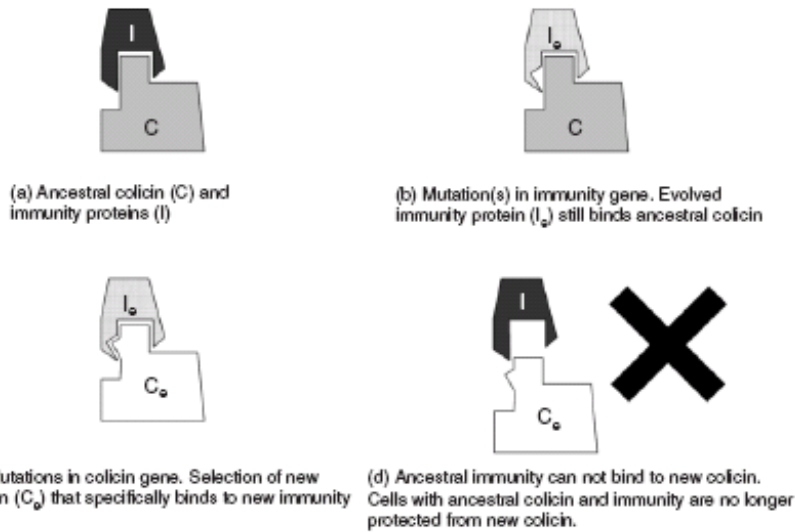 I
C
(a) Ancestral colicin (C) and
immunity proteins (I)
Iₑ
C
(b) Mutation(s) in immunity gene. Evolved
immunity protein (Iₑ) still binds ancestral colicin
Iₑ
Cₑ
in colicin gene. Selection of new
(Cₑ) that specifically binds to new immunity
I
Cₑ
(d) Ancestral immunity can not bind to new colicin.
Cells with ancestral colicin and immunity are no longer
protected from new colicin.